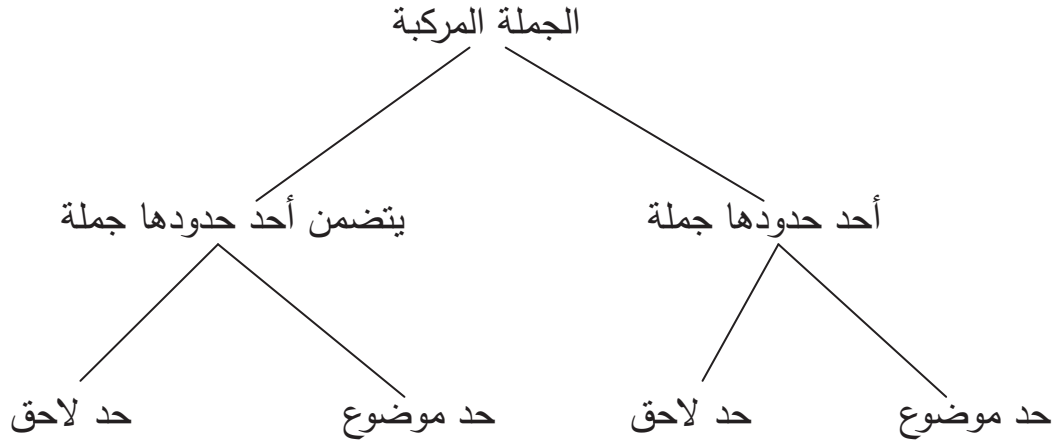 الجملة المركبة
أحد حدودها جملة
يتضمن أحد حدودها جملة
حد موضوع
حد لاحق
حد موضوع
حد لاحق